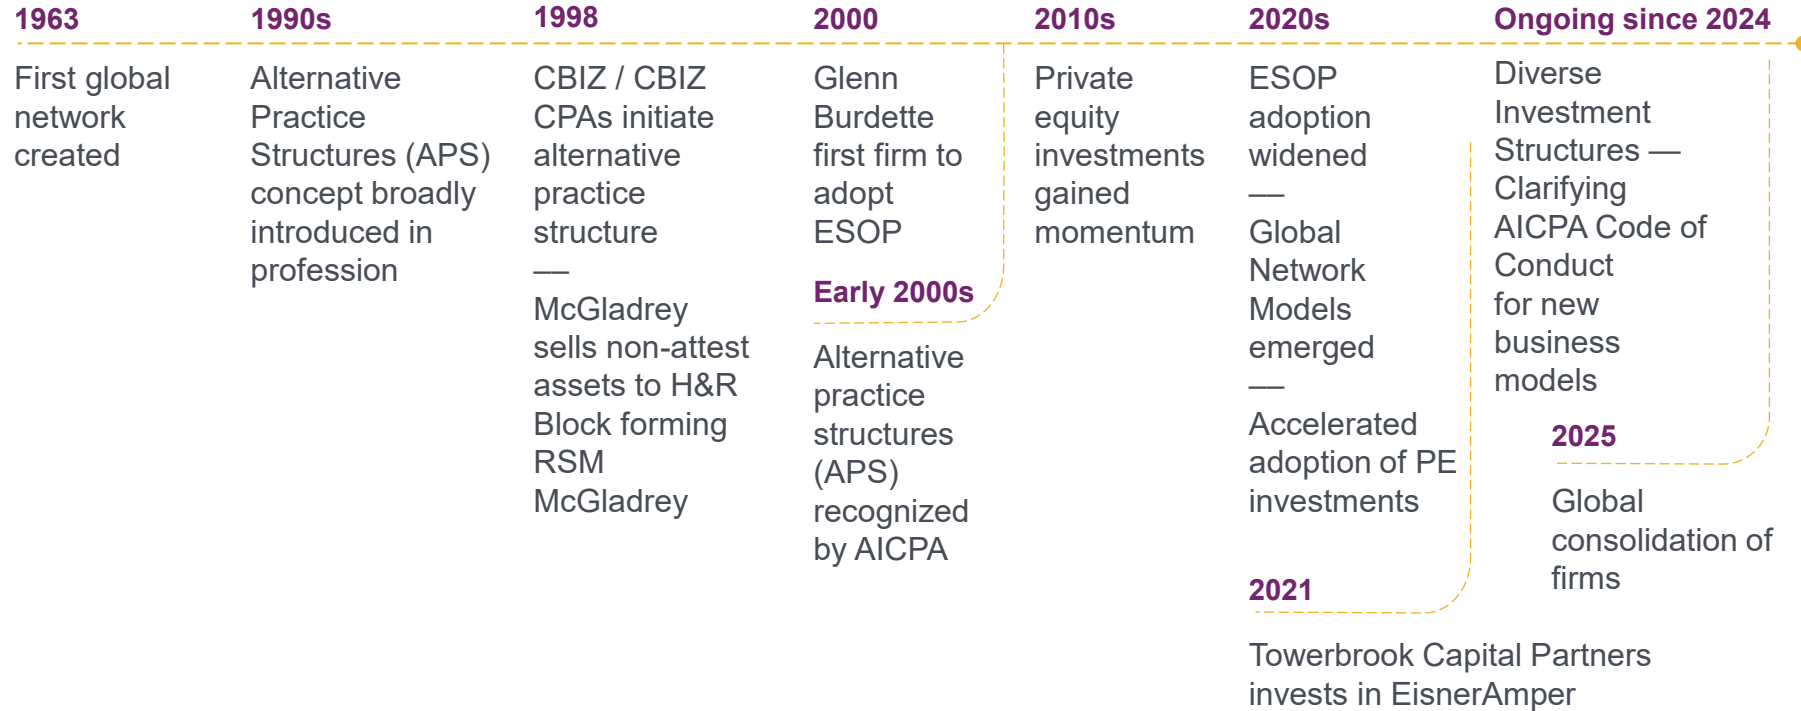 1963
First global
network
created
1990s
Alternative
Practice
Structures (APS)
concept broadly
introduced in
profession
1998
CBIZ / CBIZ
CPAs initiate
alternative
practice
structure
—
McGladrey
sells non-attest
assets to H&R
Block forming
RSM
McGladrey
2000
Glenn
Burdette
first firm to
adopt
ESOP
Early 2000s
Alternative
practice
structures
(APS)
recognized
by AICPA
2010s
Private
equity
investments
gained
momentum
2020s
ESOP
adoption
widened
—
Global
Network
Models
emerged
—
Accelerated
adoption of PE
investments
2021
Towerbrook Capital Partners
invests in EisnerAmper
Ongoing since 2024
Diverse
Investment
Structures —
Clarifying
AICPA Code of
Conduct
for new
business
models
2025
Global
consolidation of
firms